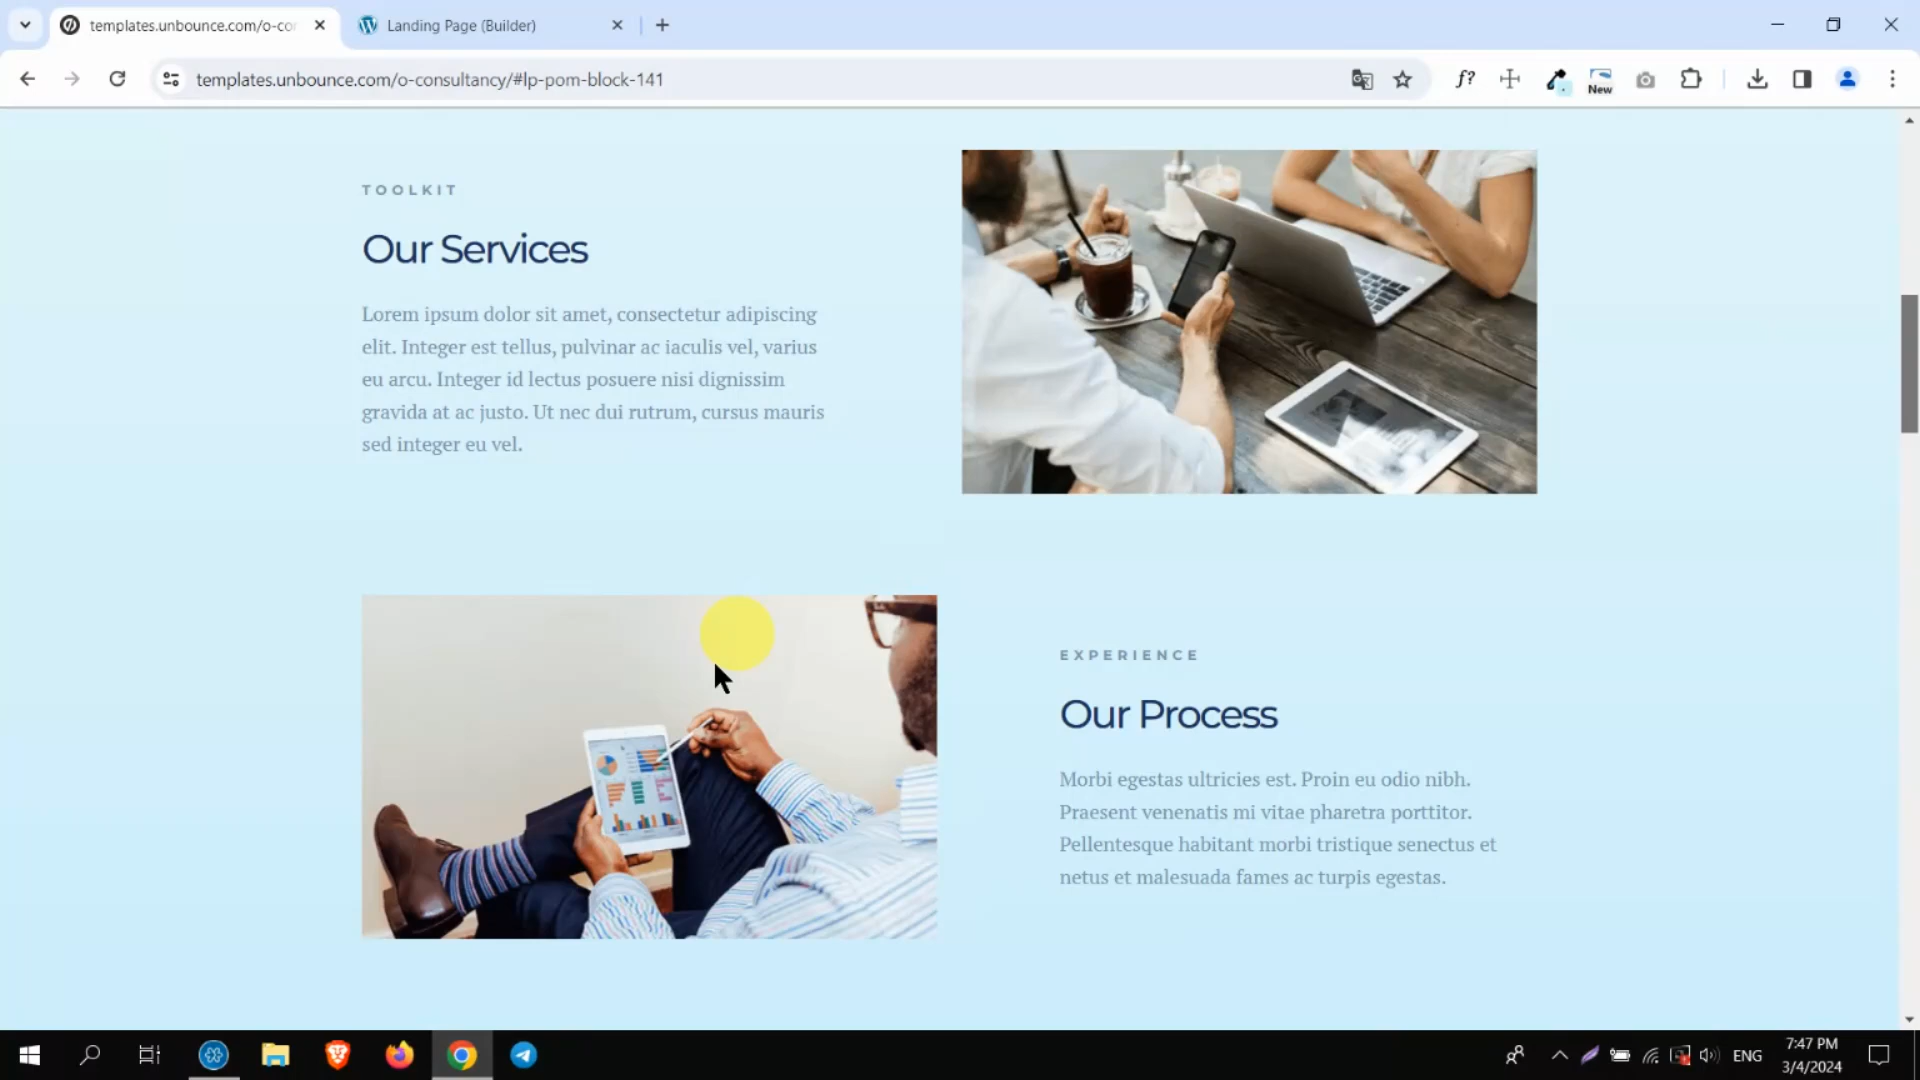 templates.unbounce.com/o-co
Landing Page (Builder)
templates.unbounce.com/o-consultancy/#lp-pom-block-141
f?
New
TOOLKIT
Our Services
Lorem ipsum dolor sit amet, consectetur adipiscing
elit. Integer est tellus, pulvinar ac iaculis vel, varius
eu arcu. Integer id lectus posuere nisi dignissim
gravida at ac justo. Ut nec dui rutrum, cursus mauris
sed integer eu vel.
EXPERIENCE
Our Process
Morbi egestas ultricies est. Proin eu odio nibh.
Praesent venenatis mi vitae pharetra porttitor.
Pellentesque habitant morbi tristique senectus et
netus et malesuada fames ac turpis egestas.
ENG
7:47 PM
3/4/2024